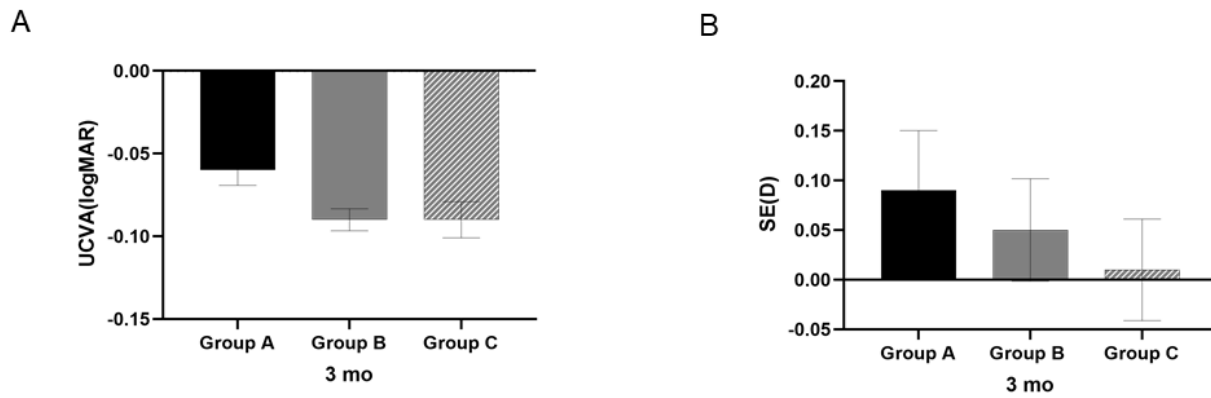 A
UCVA(logMAR)
0.00
-0.05
-0.10
-0.15
Group A Group B Group C
3 mo
B
SE(D)
0.20
0.15
0.10
0.05
0.00
-0.05
Group A Group B Group C
3 mo